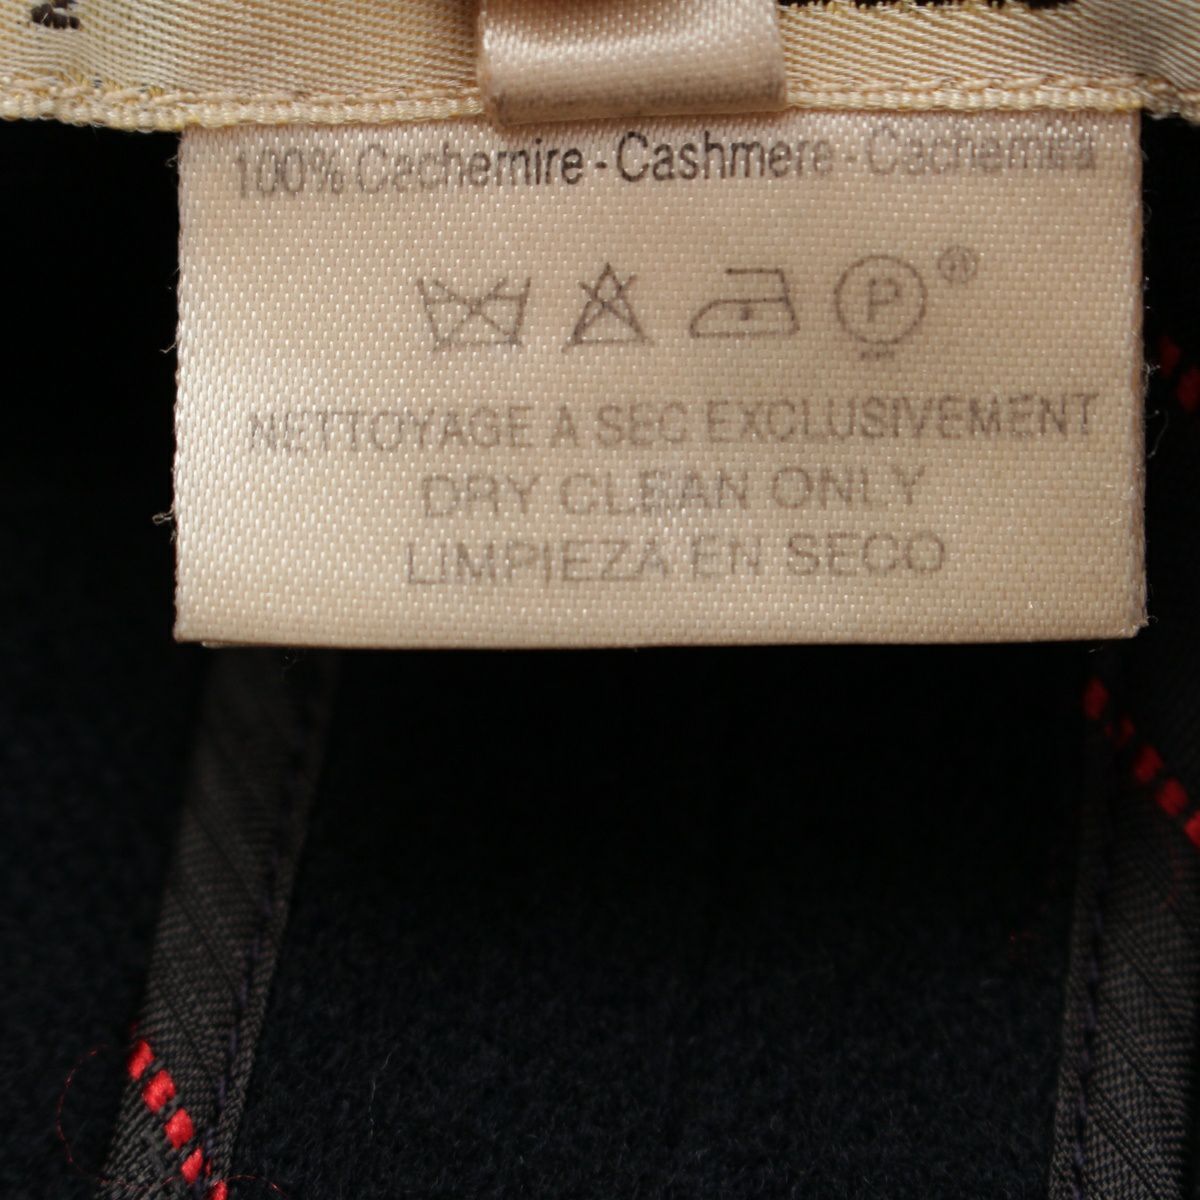 100% Cachemire - Cashmere - Cachemira
P ®
NETTOYAGE A SEC EXCLUSIVEMENT
DRY CLEAN ONLY
LIMPIEZA EN SECO